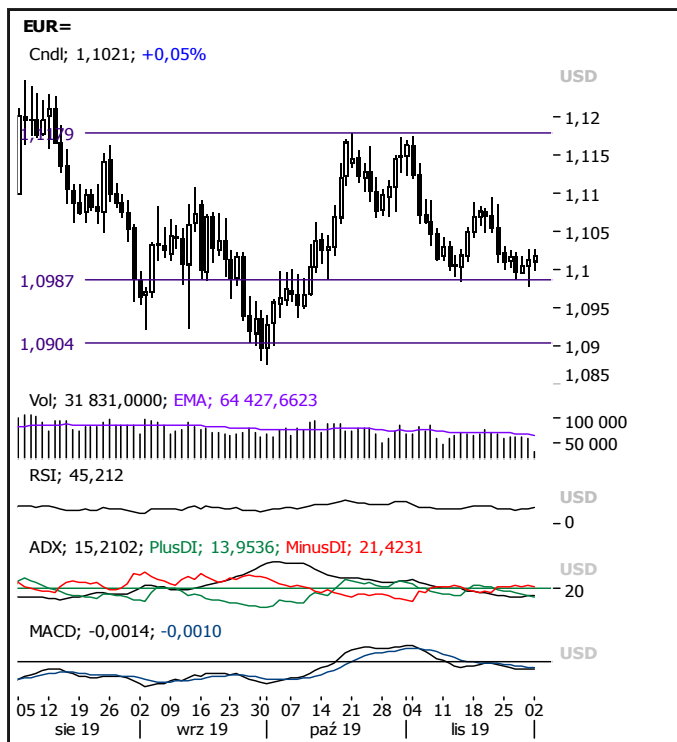 EUR=
Cndl; 1,1021; +0,05%
USD
1,12
1,1179
1,115
1,11
1,105
1,1
1,0987
1,095
1,0904
1,09
1,085
Vol; 31 831,0000; EMA; 64 427,6623
100 000
50 000
RSI; 45,212
USD
0
ADX; 15,2102; PlusDI; 13,9536; MinusDI; 21,4231
USD
20
MACD; -0,0014; -0,0010
USD
05 12 19 26 02 09 16 23 30 07 14 21 28 04 11 18 25 02
sie 19 wrz 19 paź 19 lis 19